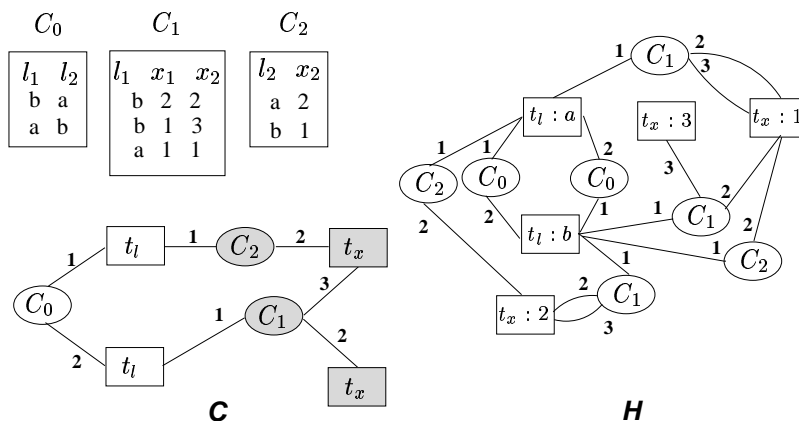 C₀ C₁ C₂
l₁ l₂
b a
a b
l₁ x₁ x₂
b 2 2
b 1 3
a 1 1
l₂ x₂
a 2
b 1
1 tₗ 1 C₂ 2 tₓ
C₀
3
1 C₁
2 tₗ 2
tₓ
C
1 C₁ 2
3
tₗ : a tₓ : 3 tₓ : 1
1 1 2
C₂ C₀ C₀ 3
2 2 1 1 C₁ 2
tₗ : b 1 2
C₂
1
tₓ : 2 2 C₁
3
H